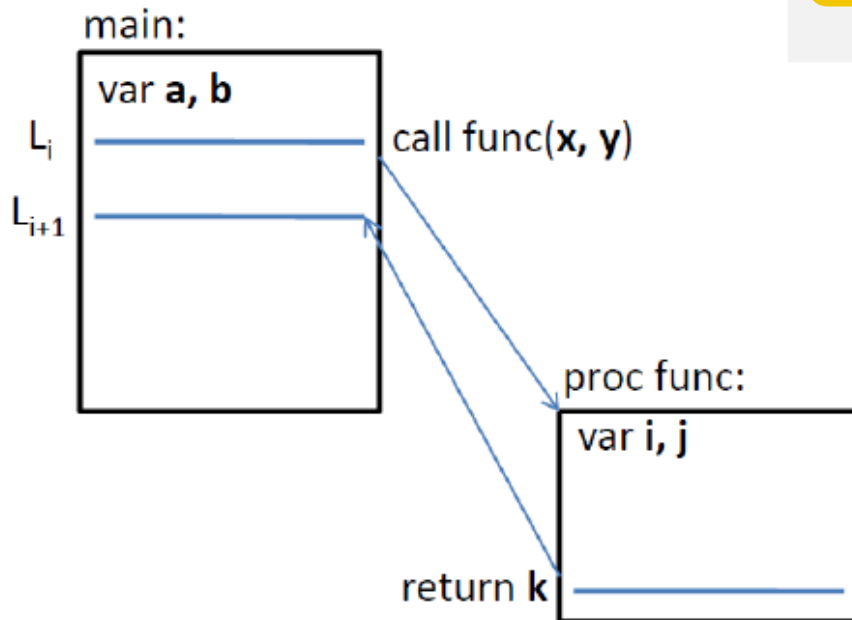 main:
var a, b
Li call func(x, y)
Li+1
proc func:
var i, j
return k